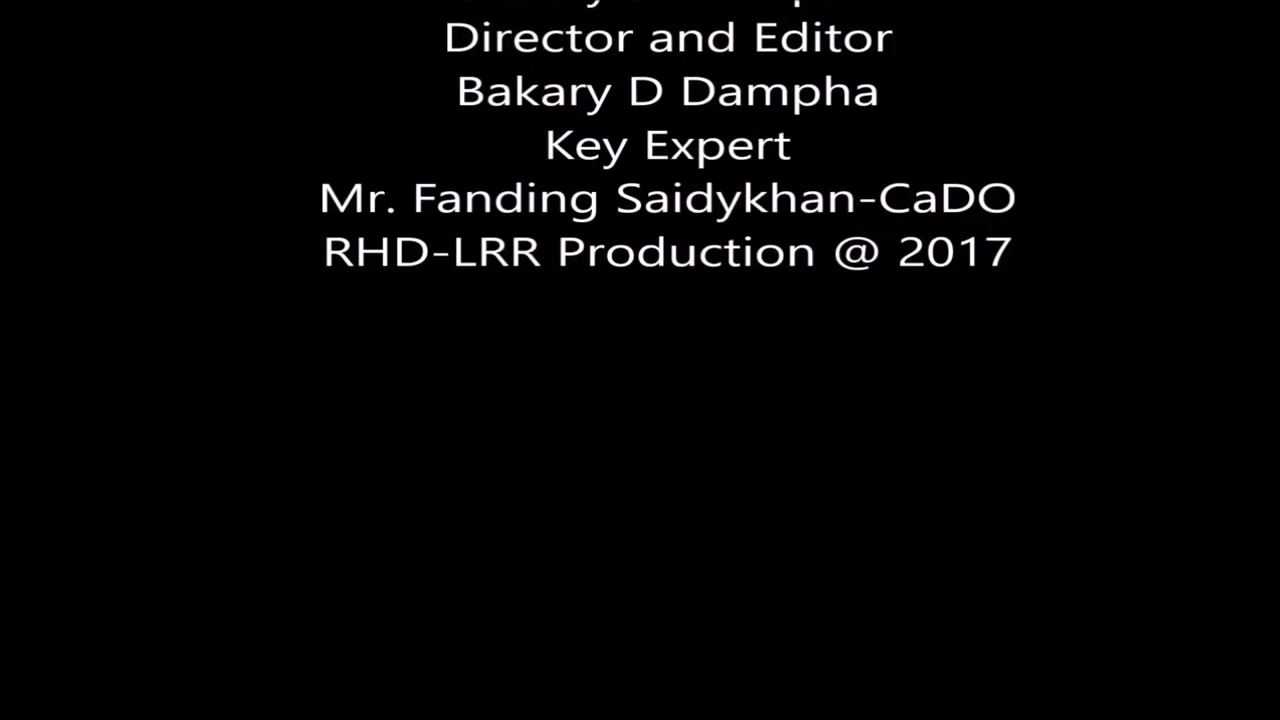 Director and Editor
Bakary D Dampha
Key Expert
Mr. Fanding Saidykhan-CaDO
RHD-LRR Production @ 2017